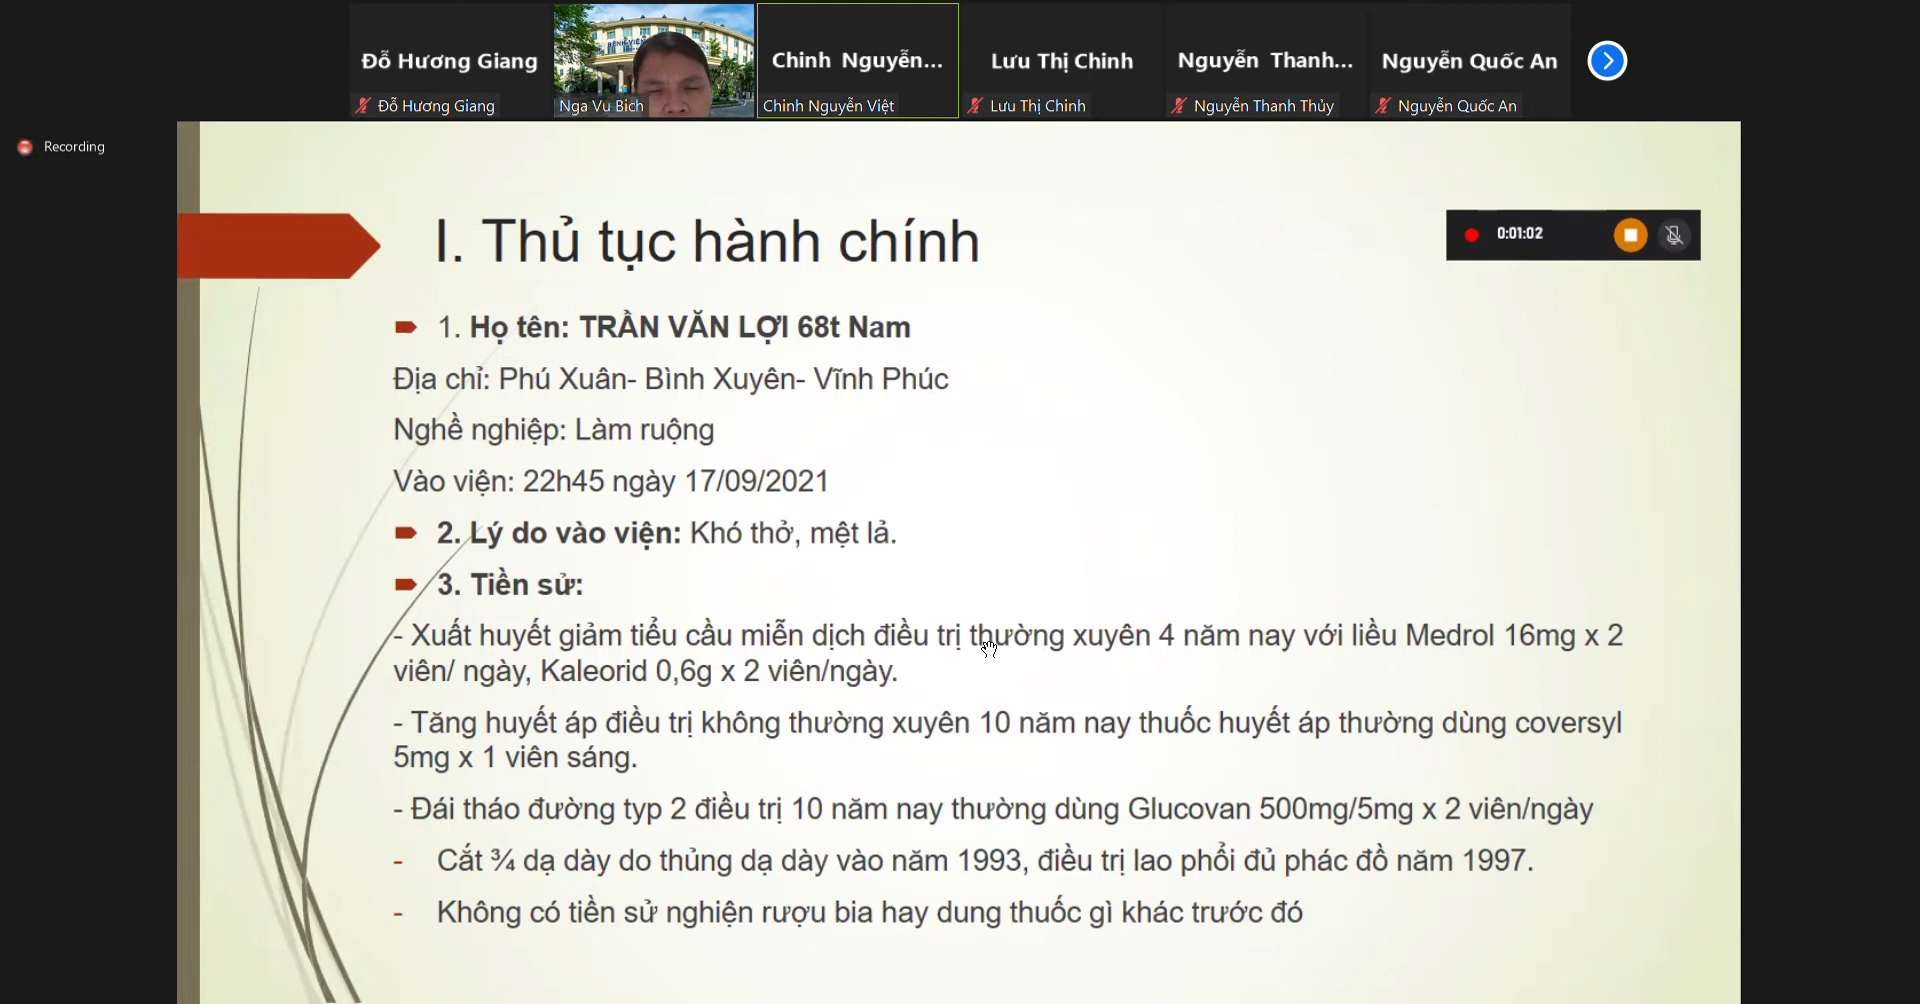 Đỗ Hương Giang
Chinh Nguyễn...
Lưu Thị Chinh
Nguyễn Thanh...
Nguyễn Quốc An
BỆNH VIỆN
Đỗ Hương Giang
Nga Vu Bich
Chinh Nguyễn Việt
Lưu Thị Chinh
Nguyễn Thanh Thủy
Nguyễn Quốc An
Recording
I. Thủ tục hành chính
0:01:02
1. Họ tên: TRẦN VĂN LỢI 68t Nam
Địa chỉ: Phú Xuân- Bình Xuyên- Vĩnh Phúc
Nghề nghiệp: Làm ruộng
Vào viện: 22h45 ngày 17/09/2021
2. Lý do vào viện: Khó thở, mệt lả.
3. Tiền sử:
- Xuất huyết giảm tiểu cầu miễn dịch điều trị thường xuyên 4 năm nay với liều Medrol 16mg x 2
viên/ ngày, Kaleorid 0,6g x 2 viên/ngày.
- Tăng huyết áp điều trị không thường xuyên 10 năm nay thuốc huyết áp thường dùng coversyl
5mg x 1 viên sáng.
- Đái tháo đường typ 2 điều trị 10 năm nay thường dùng Glucovan 500mg/5mg x 2 viên/ngày
- Cắt ¾ dạ dày do thủng dạ dày vào năm 1993, điều trị lao phổi đủ phác đồ năm 1997.
- Không có tiền sử nghiện rượu bia hay dung thuốc gì khác trước đó